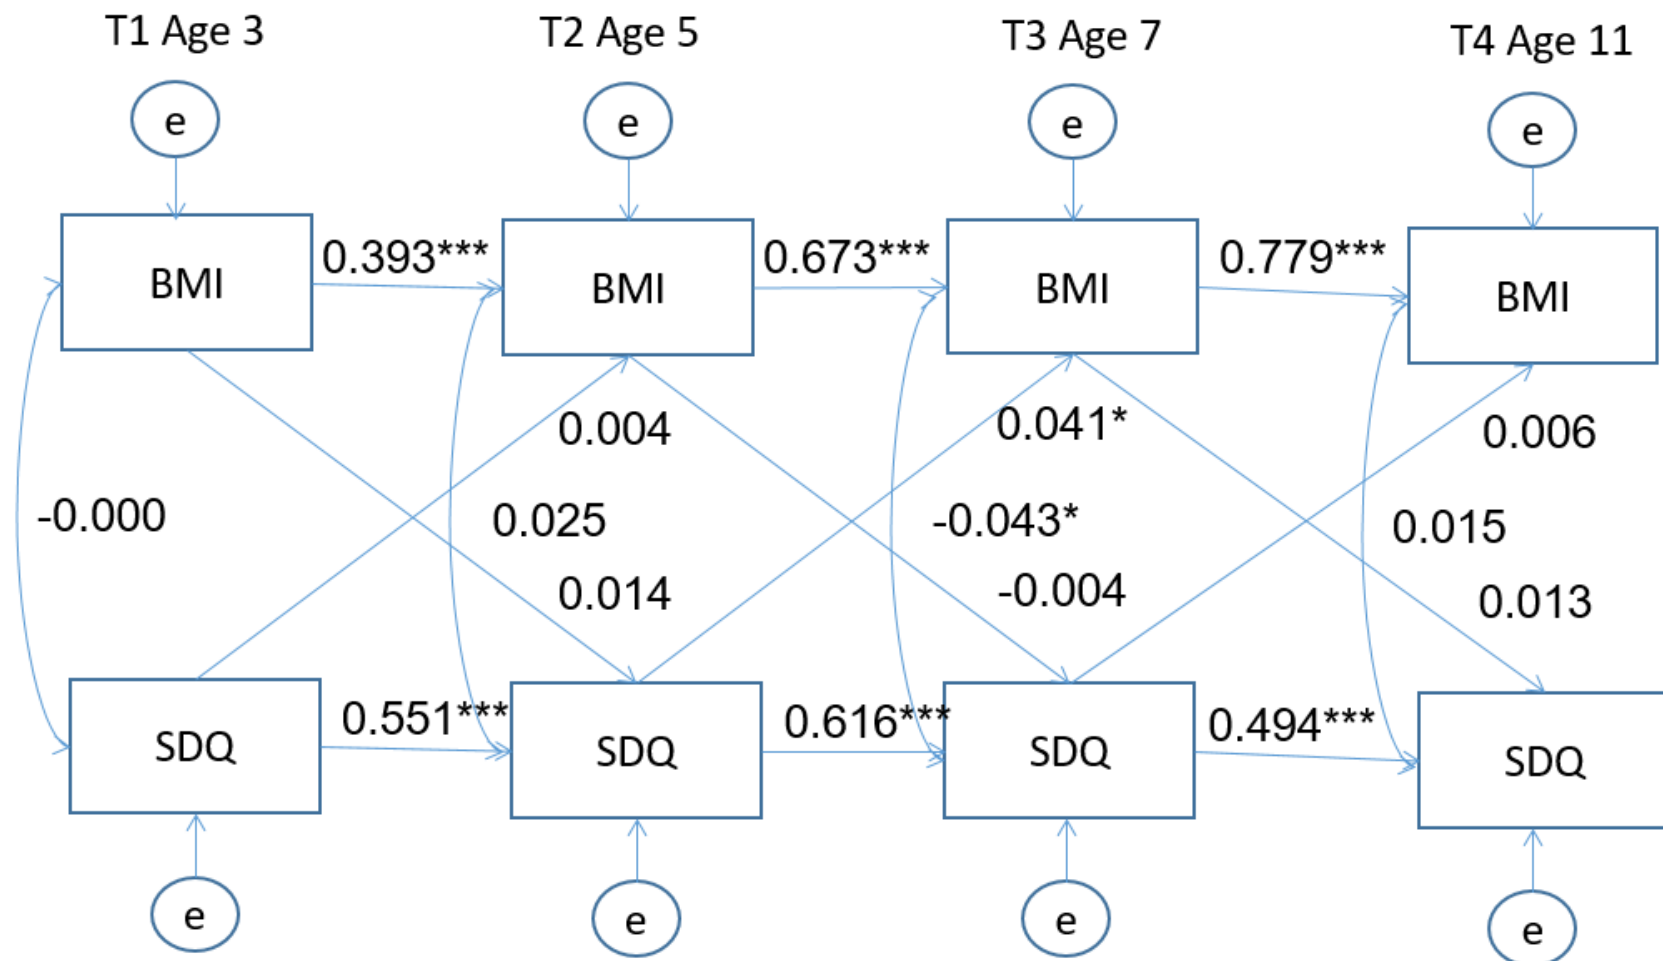 T1 Age 3
T2 Age 5
T3 Age 7
T4 Age 11
e
e
e
e
0.393***
0.673***
0.779***
BMI
BMI
BMI
BMI
0.004
0.041*
0.006
-0.000
0.025
-0.043*
0.015
0.014
-0.004
0.013
0.551***
0.616***
0.494***
SDQ
SDQ
SDQ
SDQ
e
e
e
e